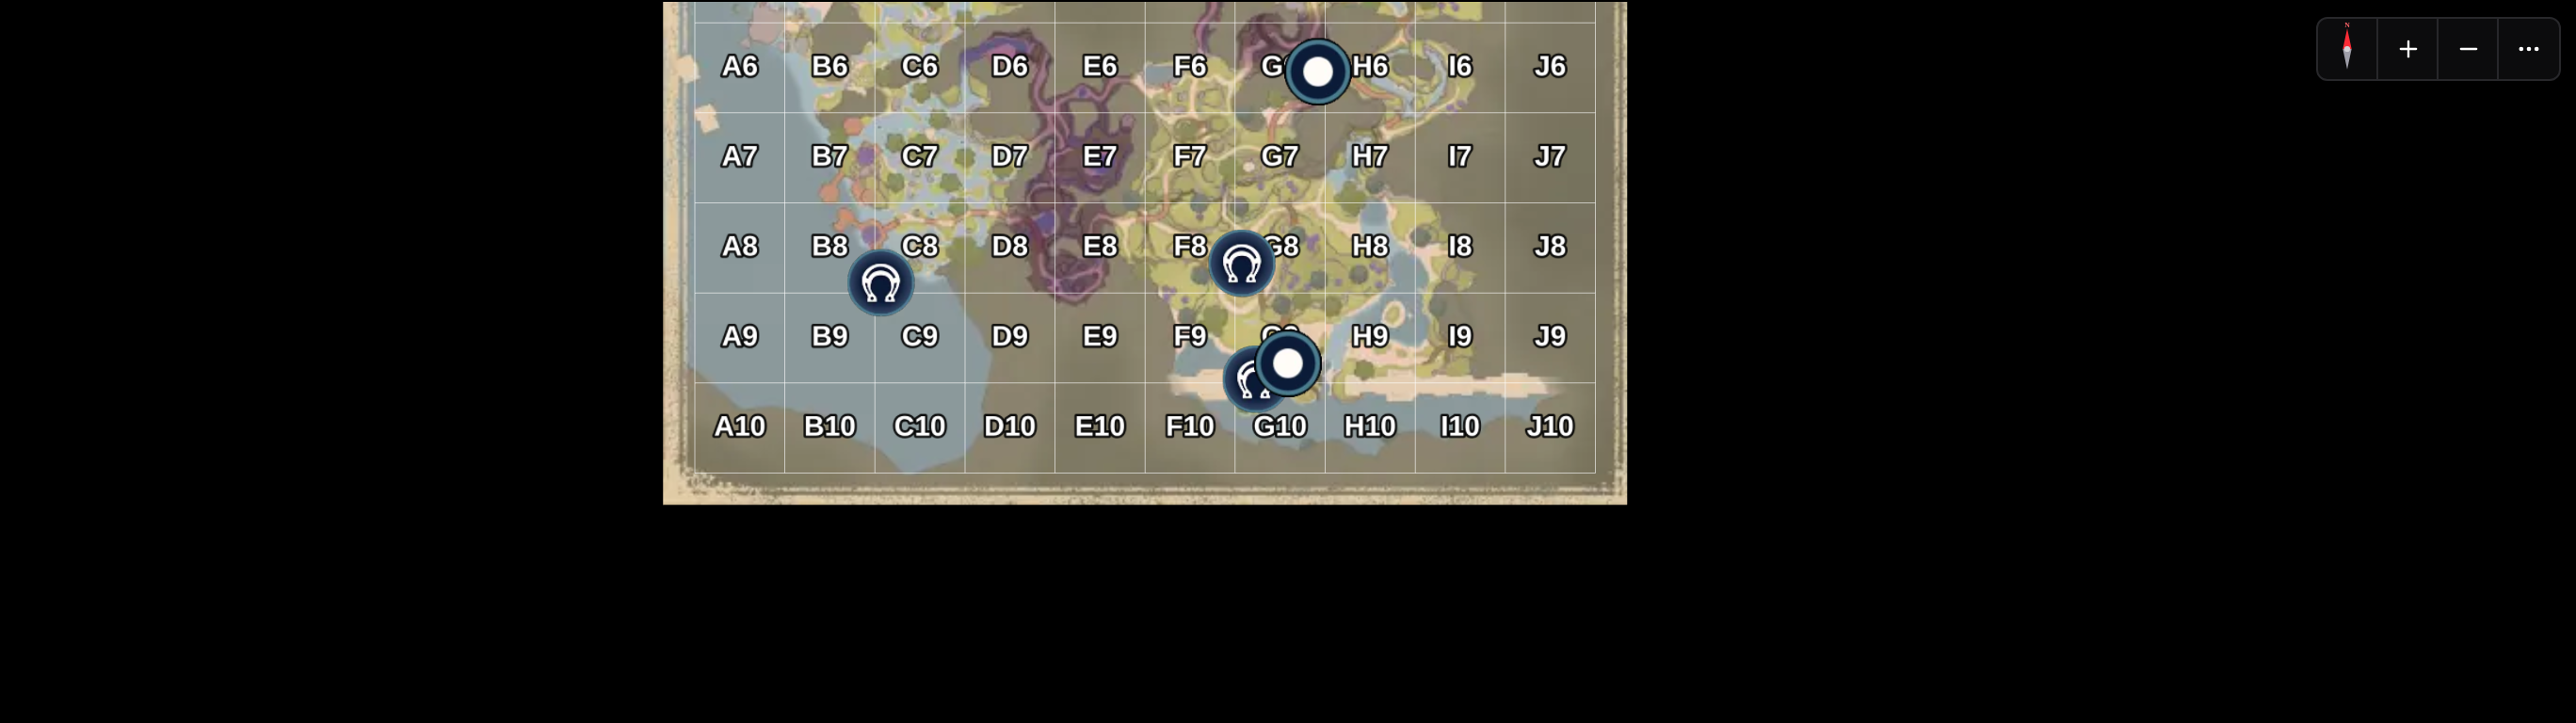 N
A6 B6 C6 D6 E6 F6 H6 I6 J6
A7 B7 C7 D7 E7 F7 G7 H7 I7 J7
A8 B8 C8 D8 E8 F8 G8 H8 I8 J8
A9 B9 C9 D9 E9 F9 H9 I9 J9
A10 B10 C10 D10 E10 F10 G10 H10 I10 J10